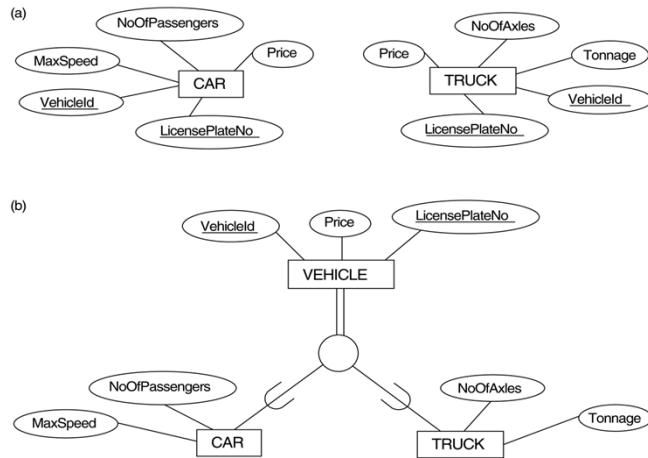 (a)
NoOfPassengers
Price
MaxSpeed
CAR
VehicleId
LicensePlateNo
NoOfAxles
Price
Tonnage
TRUCK
VehicleId
LicensePlateNo
(b)
VehicleId
Price
LicensePlateNo
VEHICLE
NoOfPassengers
MaxSpeed
CAR
NoOfAxles
Tonnage
TRUCK